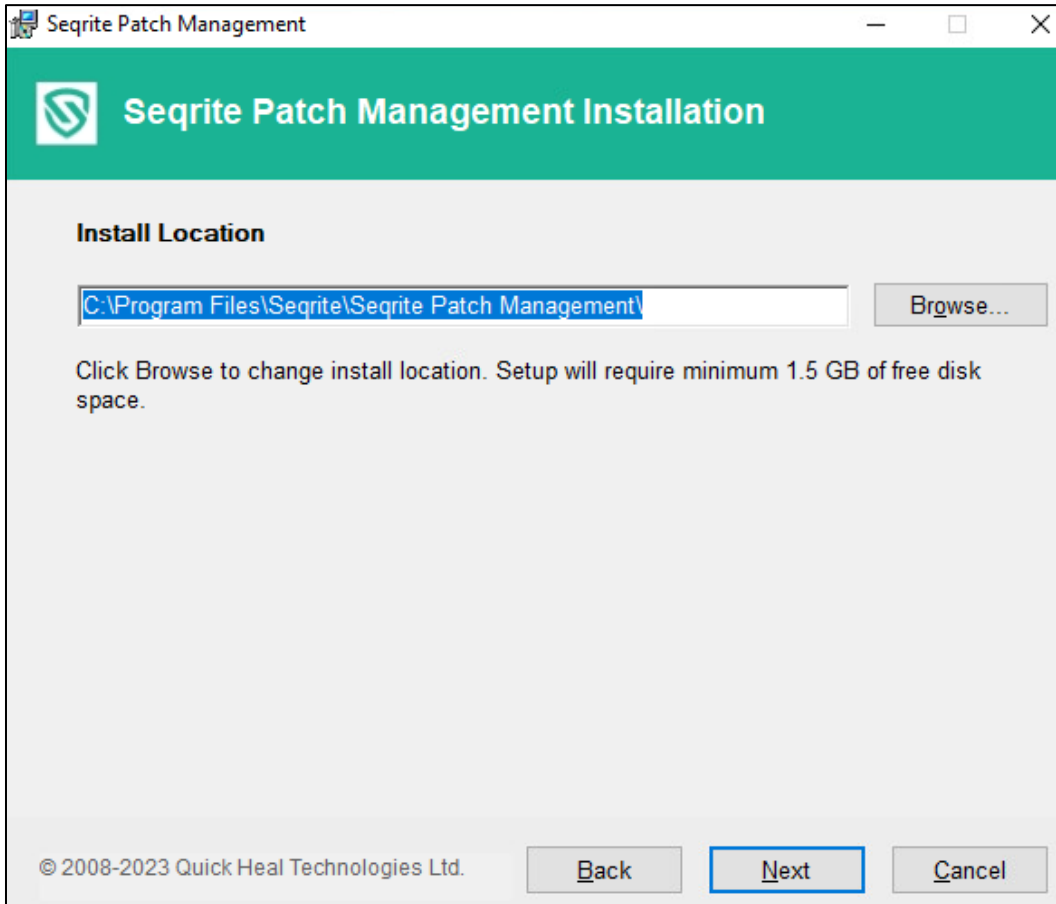 Seqrite Patch Management
Seqrite Patch Management Installation
Install Location
C:\Program Files\Seqrite\Seqrite Patch Management\
Browse...
Click Browse to change install location. Setup will require minimum 1.5 GB of free disk
space.
© 2008-2023 Quick Heal Technologies Ltd.
Back
Next
Cancel